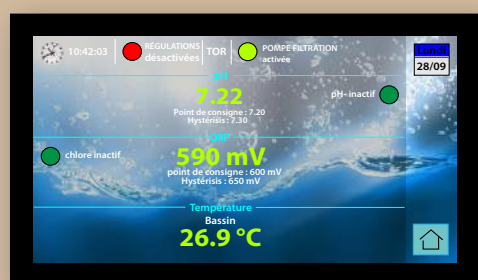 10:42:03
RÉGULATIONS
désactivées
TOR
POMPE FILTRATION
activée
Lundi
28/09
pH
7.22
pH- inactif
Point de consigne : 7.20
Hystérisis : 7.30
ORP
chlore inactif
590 mV
point de consigne : 600 mV
Hystérisis : 650 mV
Température
Bassin
26.9 °C